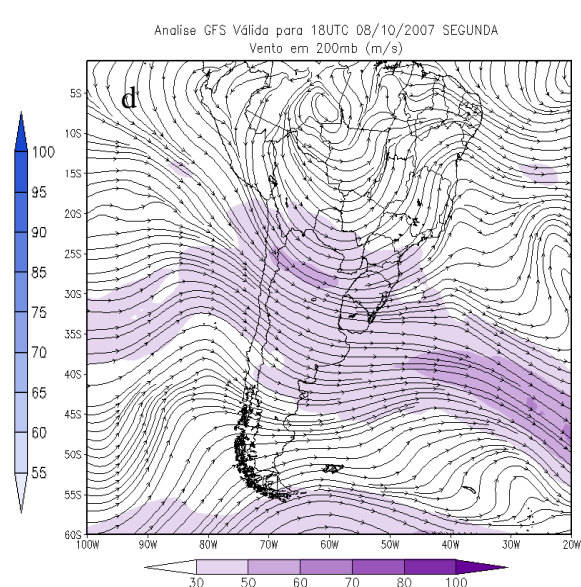 Analise GFS Válida para 18UTC 08/10/2007 SEGUNDA
Vento em 200mb (m/s)
d
5S
10S
15S
20S
25S
30S
35S
40S
45S
50S
55S
60S
100W 90W 80W 70W 60W 50W 40W 30W 20W
100
95
90
85
75
70
65
60
55
30 50 60 70 80 100